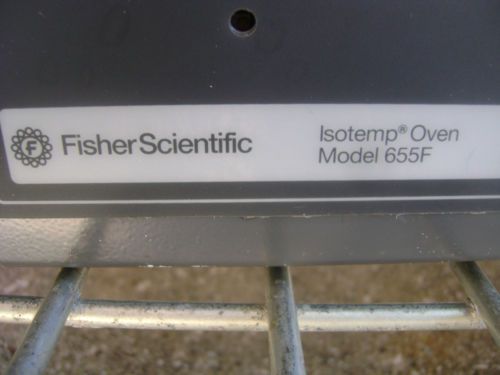 F FisherScientific
Isotemp® Oven
Model 655F